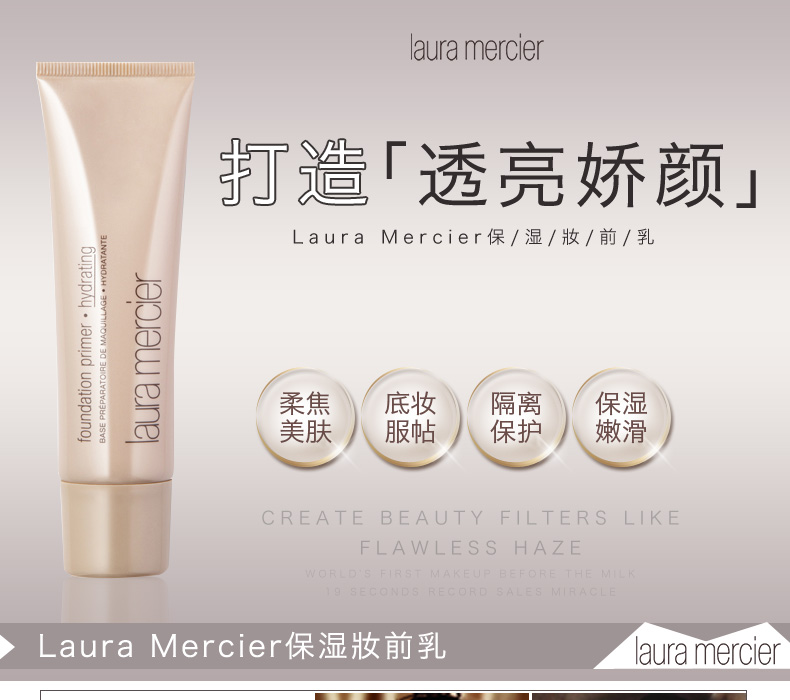 laura mercier
打造「透亮娇颜」
Laura Mercier保/湿/妝/前/乳
foundation primer • hydrating
BASE PRÉPARATOIRE DE MAQUILLAGE • HYDRATANTE
laura mercier
柔焦
美肤
底妆
服帖
隔离
保护
保湿
嫩滑
CREATE BEAUTY FILTERS LIKE
FLAWLESS HAZE
WORLD'S FIRST MAKEUP BEFORE THE MILK
19 SECONDS RECORD SALES MIRACLE
Laura Mercier保湿妝前乳
laura mercier